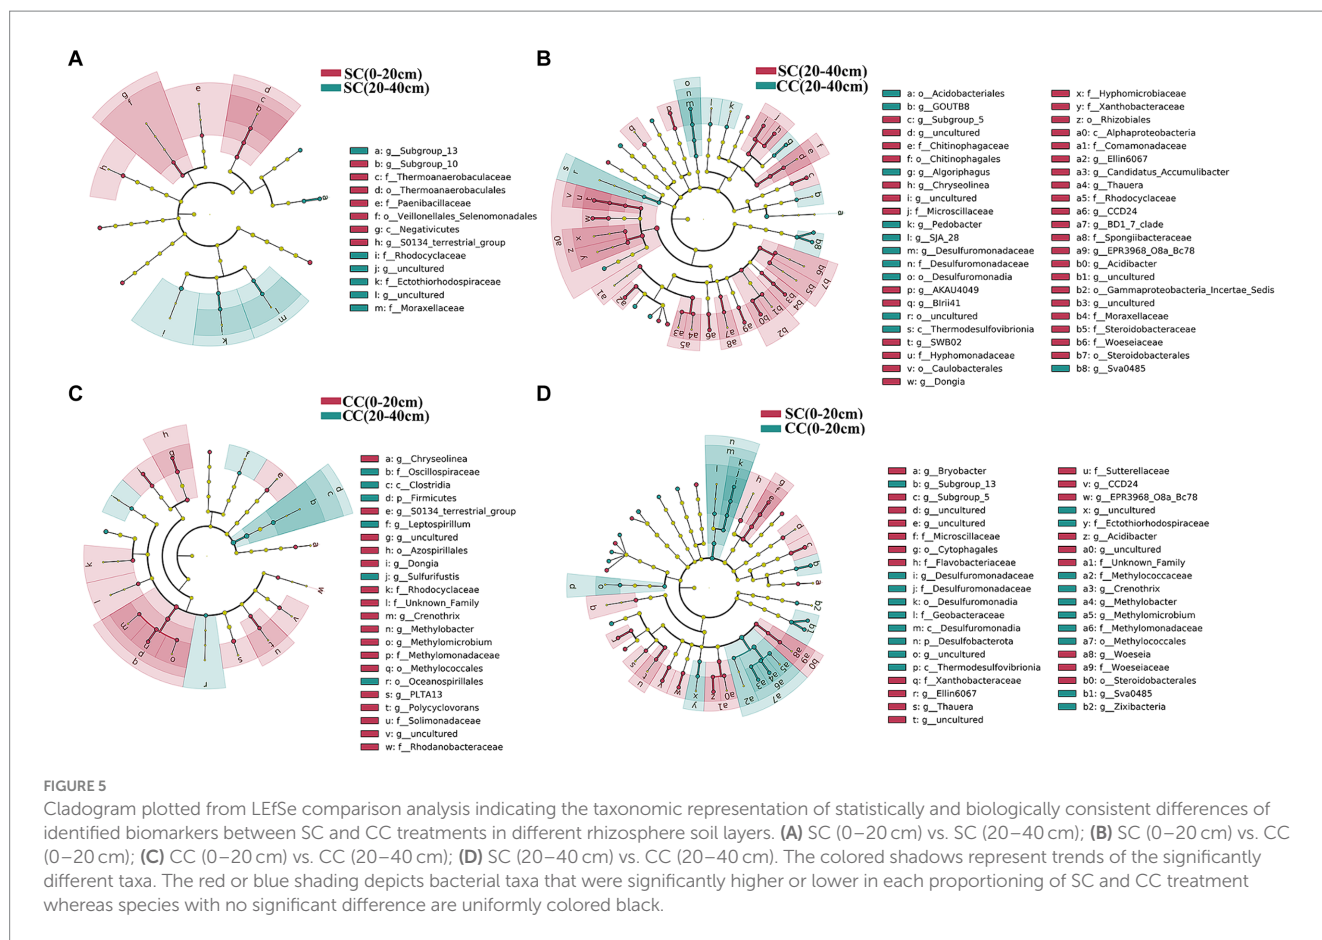 A
SC(0-20cm)
SC(20-40cm)
a: g__Subgroup_13
b: g__Subgroup_10
c: f__Thermoanaerobaculaceae
d: o__Thermoanaerobaculales
e: f__Paenibacillaceae
f: o__Veillonellales_Selenomonadales
g: c__Negativicutes
h: g__S0134_terrestrial_group
i: f__Rhodocyclaceae
j: g__uncultured
k: f__Ectothiorhodospiraceae
l: g__uncultured
m: f__Moraxellaceae
B
SC(20-40cm)
CC(20-40cm)
a: o__Acidobacteriales
b: g__GOUTB8
c: g__Subgroup_5
d: g__uncultured
e: f__Chitinophagaceae
f: o__Chitinophagales
g: g__Algoriphagus
h: g__Chryseolinea
i: g__uncultured
j: f__Microscillaceae
k: g__Pedobacter
l: g__SJA_28
m: g__Desulfuromonadaceae
n: f__Desulfuromonadaceae
o: o__Desulfuromonadia
p: g__AKAU4049
q: g__BIrii41
r: o__uncultured
s: c__Thermodesulfovibrionia
t: g__SWB02
u: f__Hyphomonadaceae
v: o__Caulobacterales
w: g__Dongia
x: f__Hyphomicrobiaceae
y: f__Xanthobacteraceae
z: o__Rhizobiales
a0: c__Alphaproteobacteria
a1: f__Comamonadaceae
a2: g__Ellin6067
a3: g__Candidatus_Accumulibacter
a4: g__Thauera
a5: f__Rhodocyclaceae
a6: g__CCD24
a7: g__BD1_7_clade
a8: f__Spongiibacteraceae
a9: g__EPR3968_O8a_Bc78
b0: g__Acidibacter
b1: g__uncultured
b2: o__Gammaproteobacteria_Incertae_Sedis
b3: g__uncultured
b4: f__Moraxellaceae
b5: f__Steroidobacteraceae
b6: f__Woeseiaceae
b7: o__Steroidobacterales
b8: g__Sva0485
C
CC(0-20cm)
CC(20-40cm)
a: g__Chryseolinea
b: f__Oscillospiraceae
c: c__Clostridia
d: p__Firmicutes
e: g__S0134_terrestrial_group
f: g__Leptospirillum
g: g__uncultured
h: o__Azospirillales
i: g__Dongia
j: g__Sulfurifustis
k: f__Rhodocyclaceae
l: f__Unknown_Family
m: g__Crenothrix
n: g__Methylobacter
o: g__Methylomicrobium
p: f__Methylomonadaceae
q: o__Methylococcales
r: o__Oceanospirillales
s: g__PLTA13
t: g__Polycyclovorans
u: f__Solimonadaceae
v: g__uncultured
w: f__Rhodanobacteraceae
D
SC(0-20cm)
CC(0-20cm)
a: g__Bryobacter
b: g__Subgroup_13
c: g__Subgroup_5
d: g__uncultured
e: g__uncultured
f: f__Microscillaceae
g: o__Cytophagales
h: f__Flavobacteriaceae
i: g__Desulfuromonadaceae
j: f__Desulfuromonadaceae
k: o__Desulfuromonadia
l: f__Geobacteraceae
m: c__Desulfuromonadia
n: p__Desulfobacterota
o: g__uncultured
p: c__Thermodesulfovibrionia
q: f__Xanthobacteraceae
r: g__Ellin6067
s: g__Thauera
t: g__uncultured
u: f__Sutterellaceae
v: g__CCD24
w: g__EPR3968_O8a_Bc78
x: g__uncultured
y: f__Ectothiorhodospiraceae
z: g__Acidibacter
a0: g__uncultured
a1: f__Unknown_Family
a2: f__Methylococcaceae
a3: g__Crenothrix
a4: g__Methylobacter
a5: g__Methylomicrobium
a6: f__Methylomonadaceae
a7: o__Methylococcales
a8: g__Woeseia
a9: f__Woeseiaceae
b0: o__Steroidobacterales
b1: g__Sva0485
b2: g__Zixibacteria
FIGURE 5
Cladogram plotted from LEfSe comparison analysis indicating the taxonomic representation of statistically and biologically consistent differences of
identified biomarkers between SC and CC treatments in different rhizosphere soil layers. (A) SC (0–20 cm) vs. SC (20–40 cm); (B) SC (0–20 cm) vs. CC
(0–20 cm); (C) CC (0–20 cm) vs. CC (20–40 cm); (D) SC (20–40 cm) vs. CC (20–40 cm). The colored shadows represent trends of the significantly
different taxa. The red or blue shading depicts bacterial taxa that were significantly higher or lower in each proportioning of SC and CC treatment
whereas species with no significant difference are uniformly colored black.